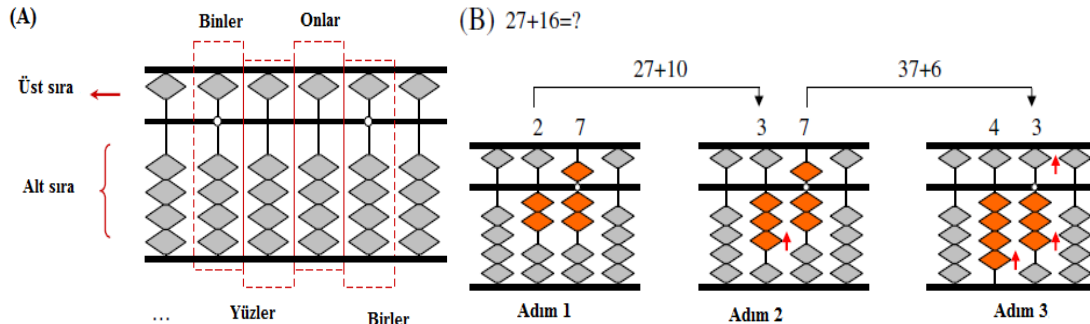 (A)
Binler
Onlar
Üst sıra
Alt sıra
...
Yüzler
Birler
(B) 27+16=?
27+10
37+6
2 7
3 7
4 3
Adım 1
Adım 2
Adım 3